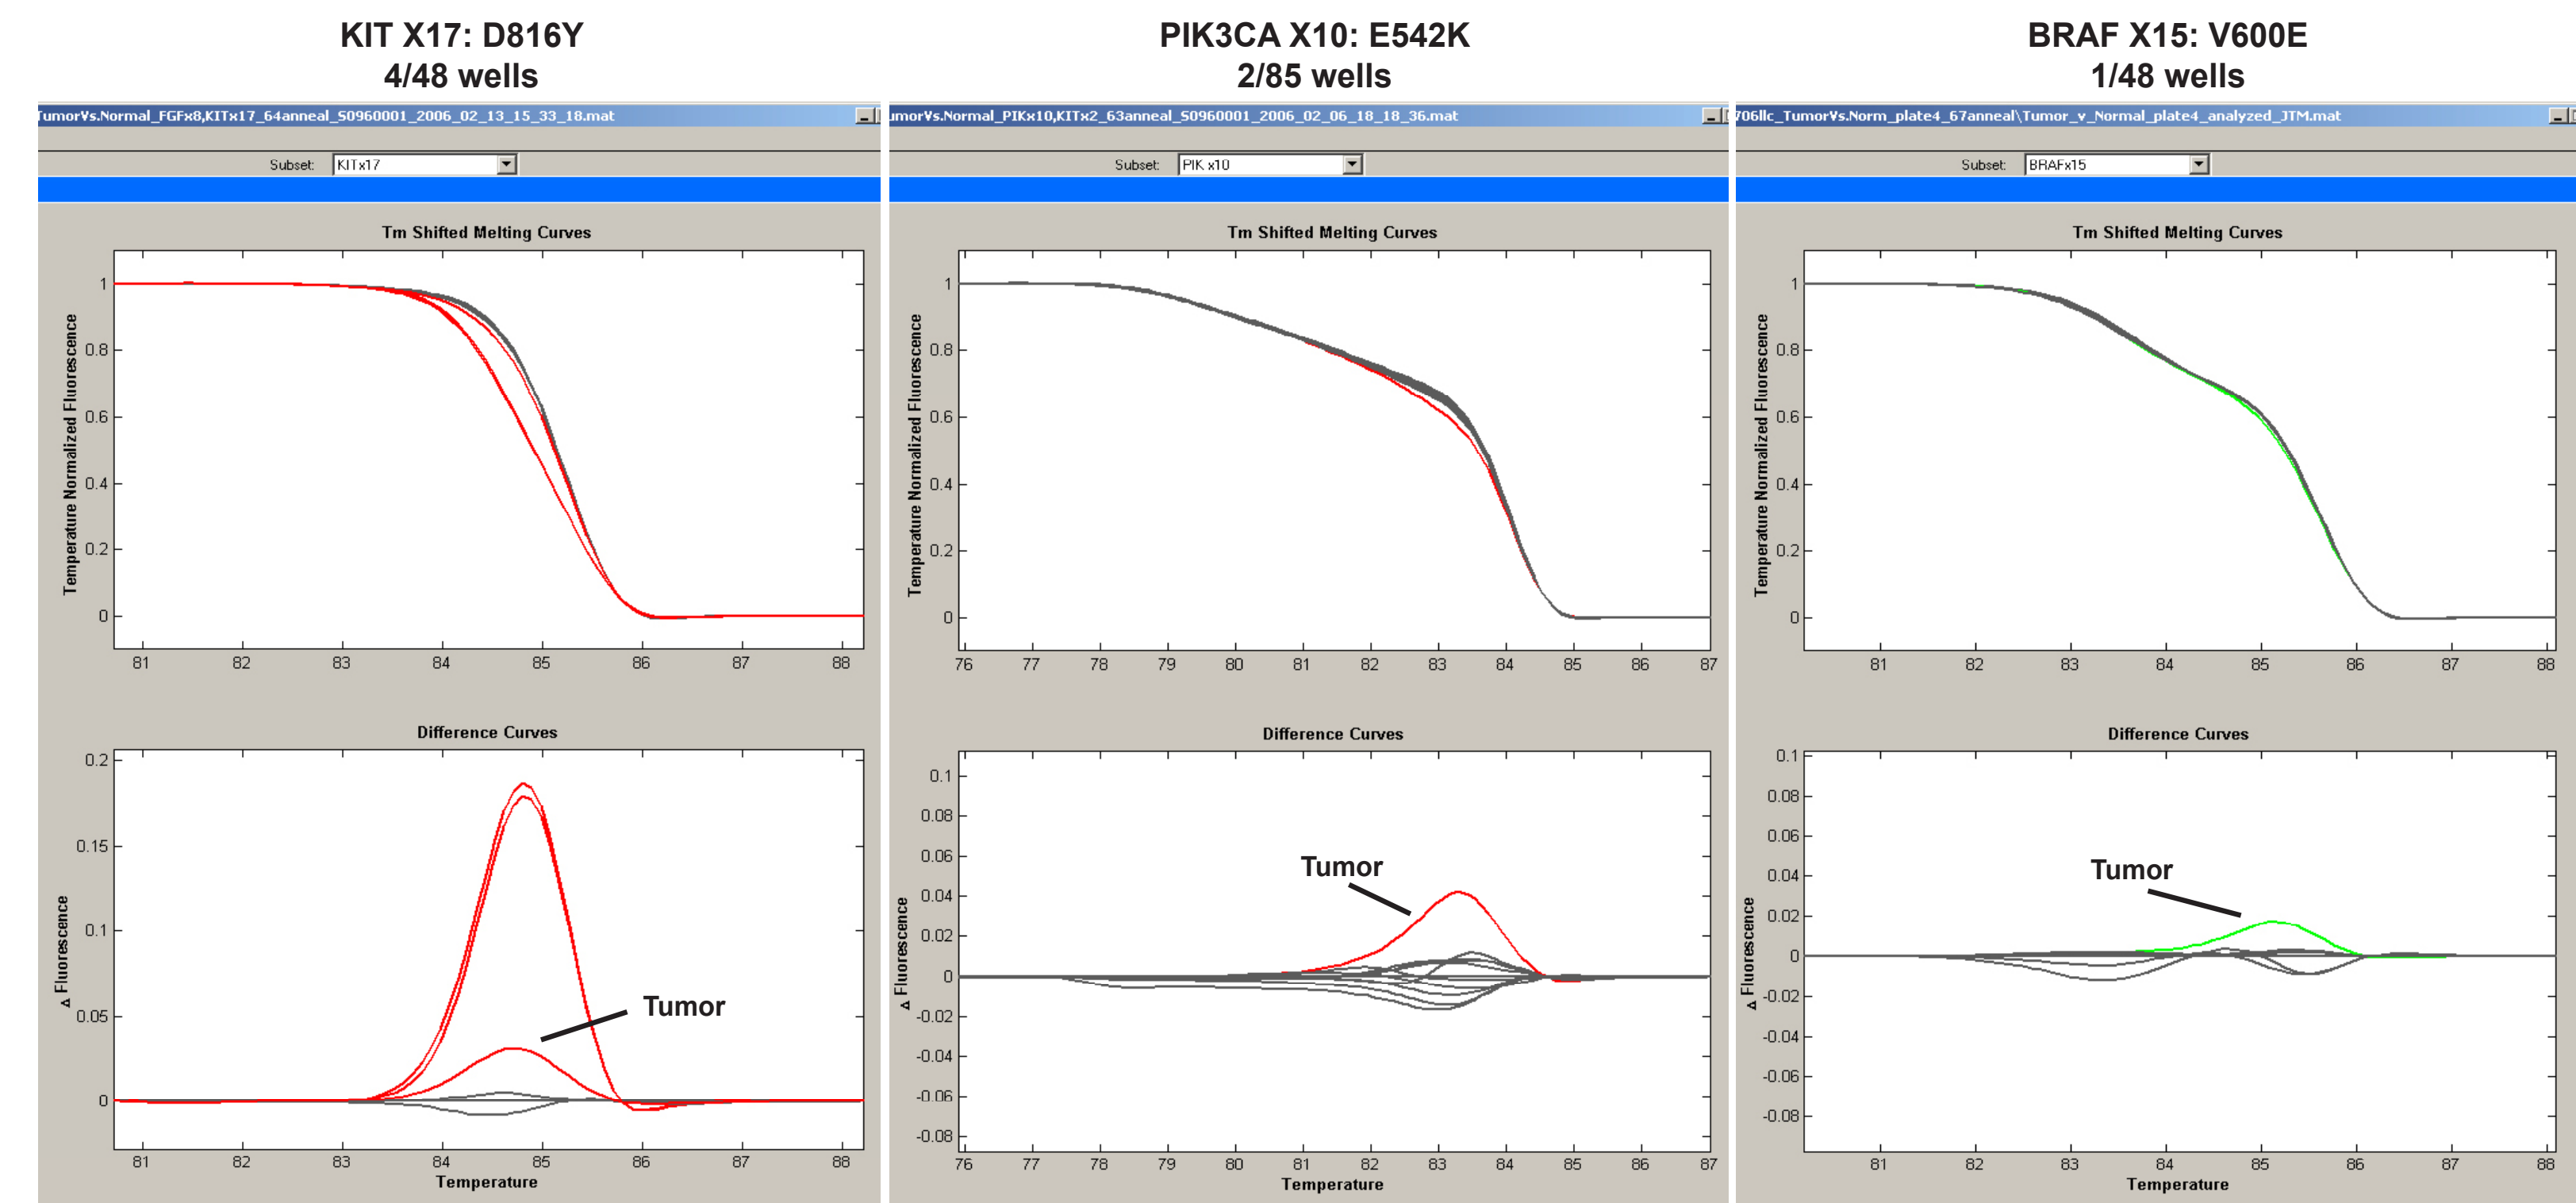 KIT X17: D816Y
4/48 wells
TumorVs.Normal_FGFx8,KITx17_64anneal_S0960001_2006_02_13_15_33_18.mat
Subset: KITx17
Tm Shifted Melting Curves
Temperature Normalized Fluorescence
1
0.8
0.6
0.4
0.2
0
81 82 83 84 85 86 87 88
Difference Curves
Δ Fluorescence
0.2
0.15
0.1
0.05
0
Tumor
81 82 83 84 85 86 87 88
Temperature
PIK3CA X10: E542K
2/85 wells
umorVs.Normal_PIKx10,KITx2_63anneal_S0960001_2006_02_06_18_18_36.mat
Subset: PIK x10
Tm Shifted Melting Curves
Temperature Normalized Fluorescence
1
0.8
0.6
0.4
0.2
0
76 77 78 79 80 81 82 83 84 85 86 87
Difference Curves
Δ Fluorescence
0.1
0.08
0.06
0.04
0.02
0
-0.02
-0.04
-0.06
-0.08
Tumor
76 77 78 79 80 81 82 83 84 85 86 87
Temperature
BRAF X15: V600E
1/48 wells
706llc_TumorVs.Norm_plate4_67anneal\Tumor_v_Normal_plate4_analyzed_JTM.mat
Subset: BRAFx15
Tm Shifted Melting Curves
Temperature Normalized Fluorescence
1
0.8
0.6
0.4
0.2
0
81 82 83 84 85 86 87 88
Difference Curves
Δ Fluorescence
0.1
0.08
0.06
0.04
0.02
0
-0.02
-0.04
-0.06
-0.08
Tumor
81 82 83 84 85 86 87 88
Temperature